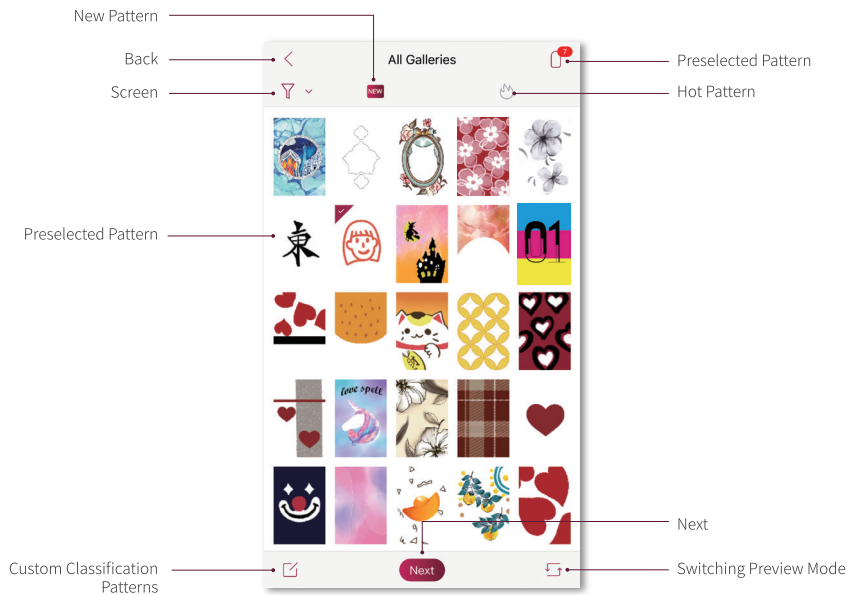 New Pattern
Back
All Galleries
7
Preselected Pattern
Screen
NEW
Hot Pattern
01
Preselected Pattern
東
love spell
Next
Custom Classification
Patterns
Next
Switching Preview Mode